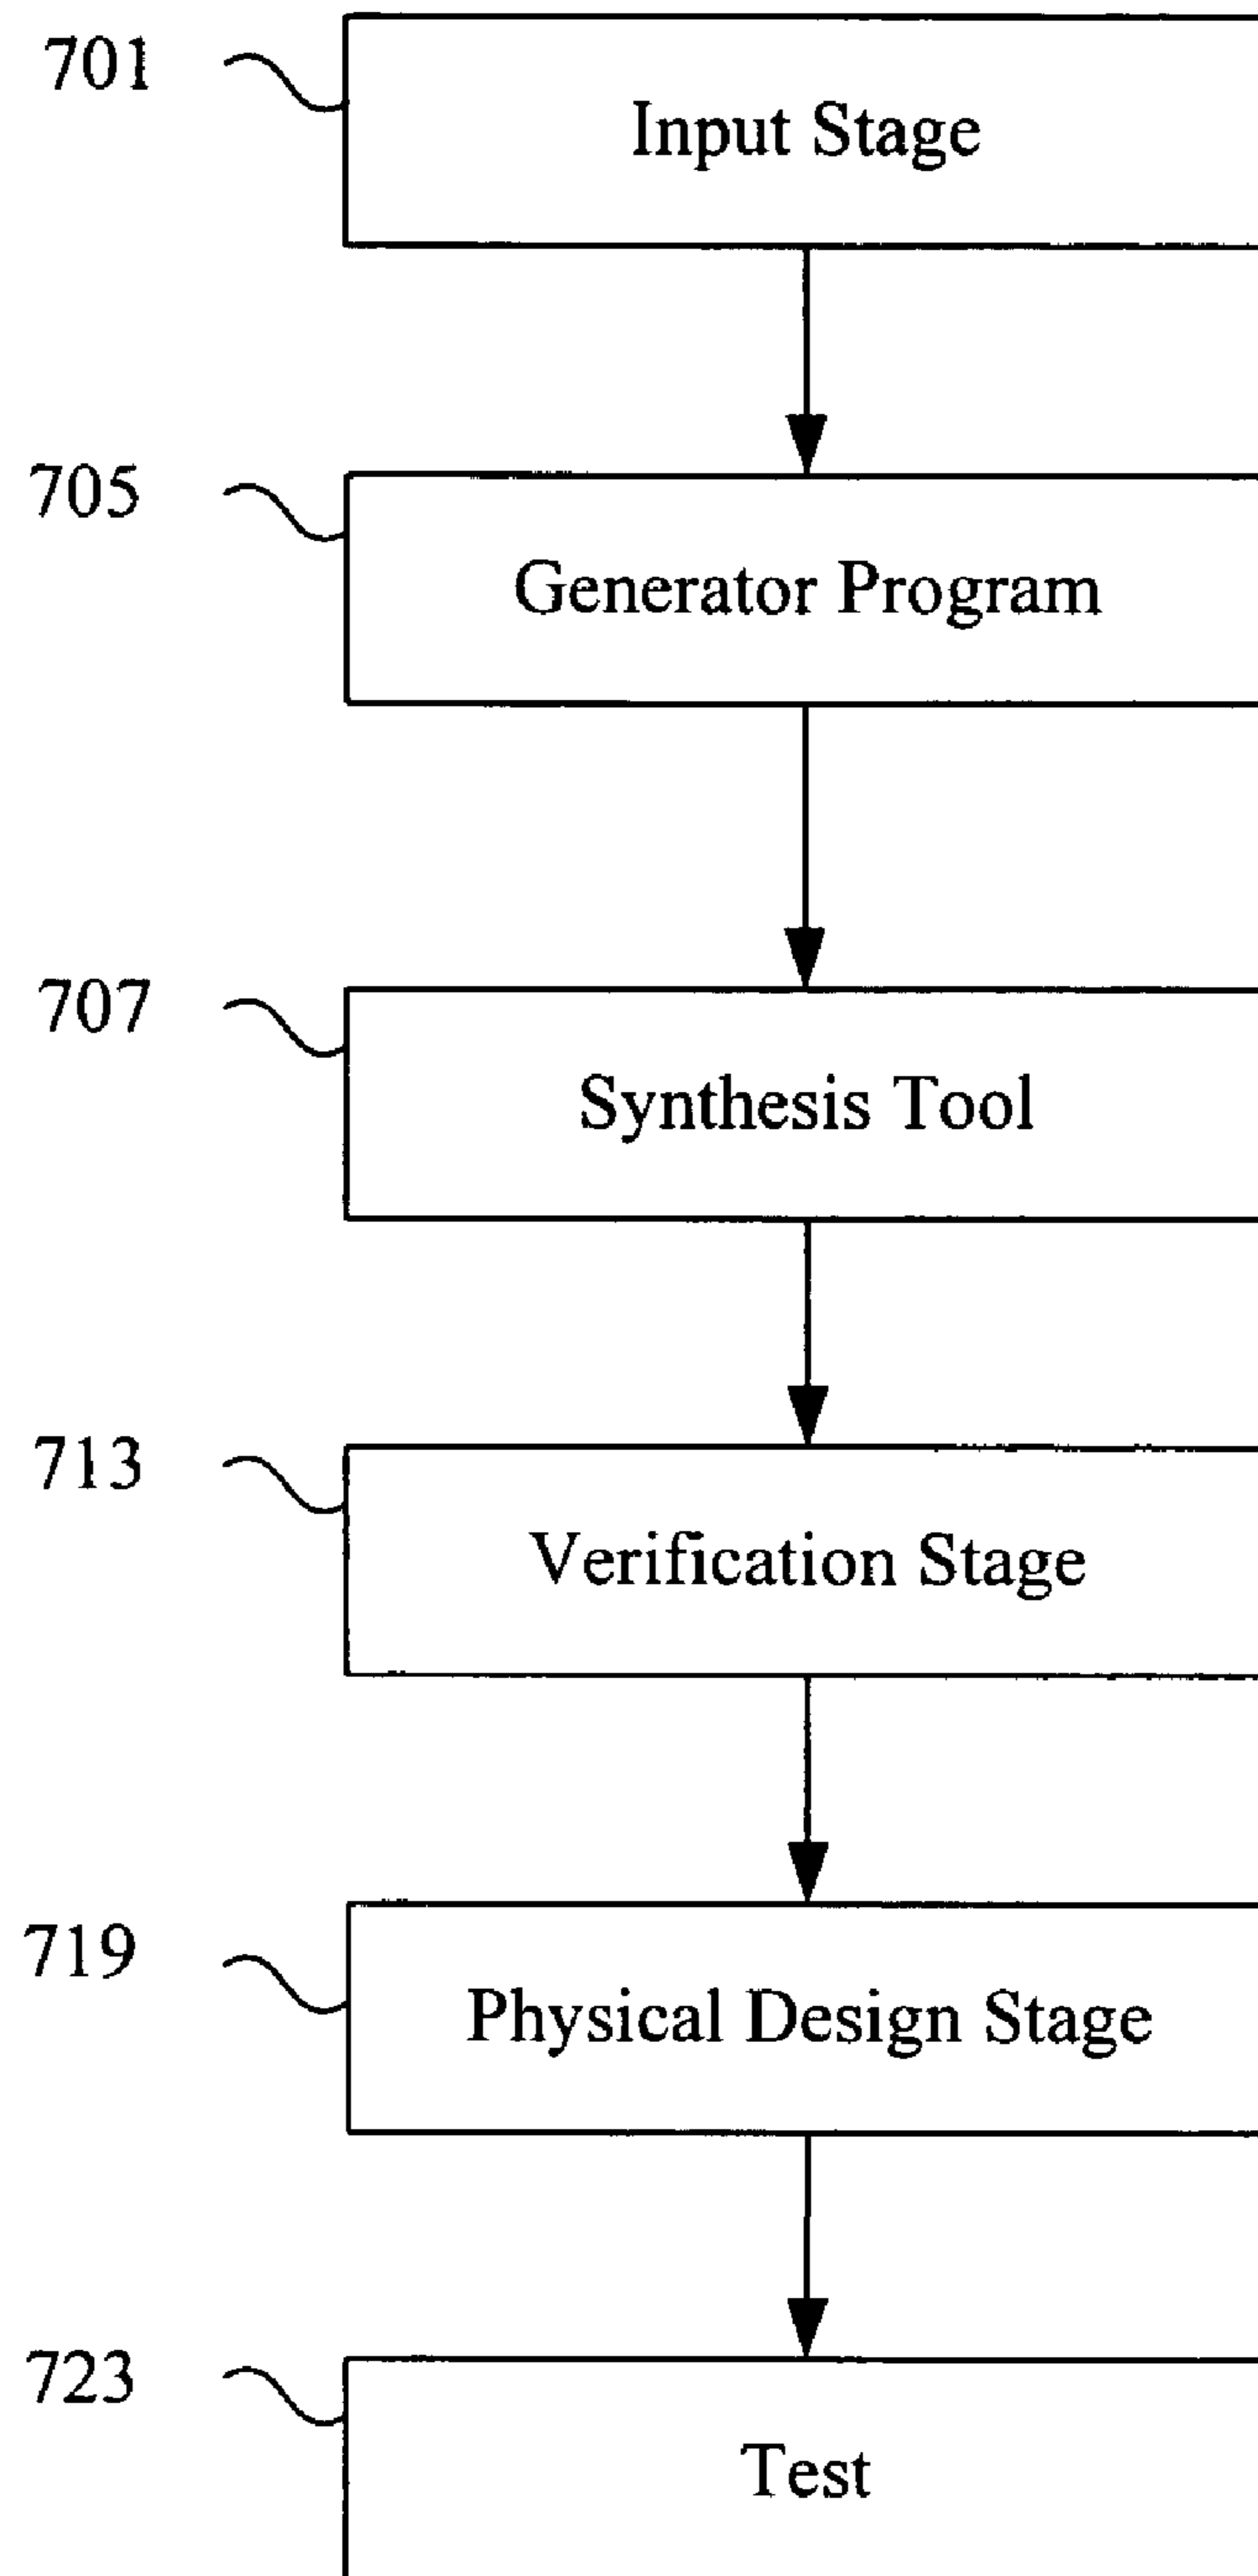 701
Input Stage
705
Generator Program
707
Synthesis Tool
713
Verification Stage
719
Physical Design Stage
723
Test